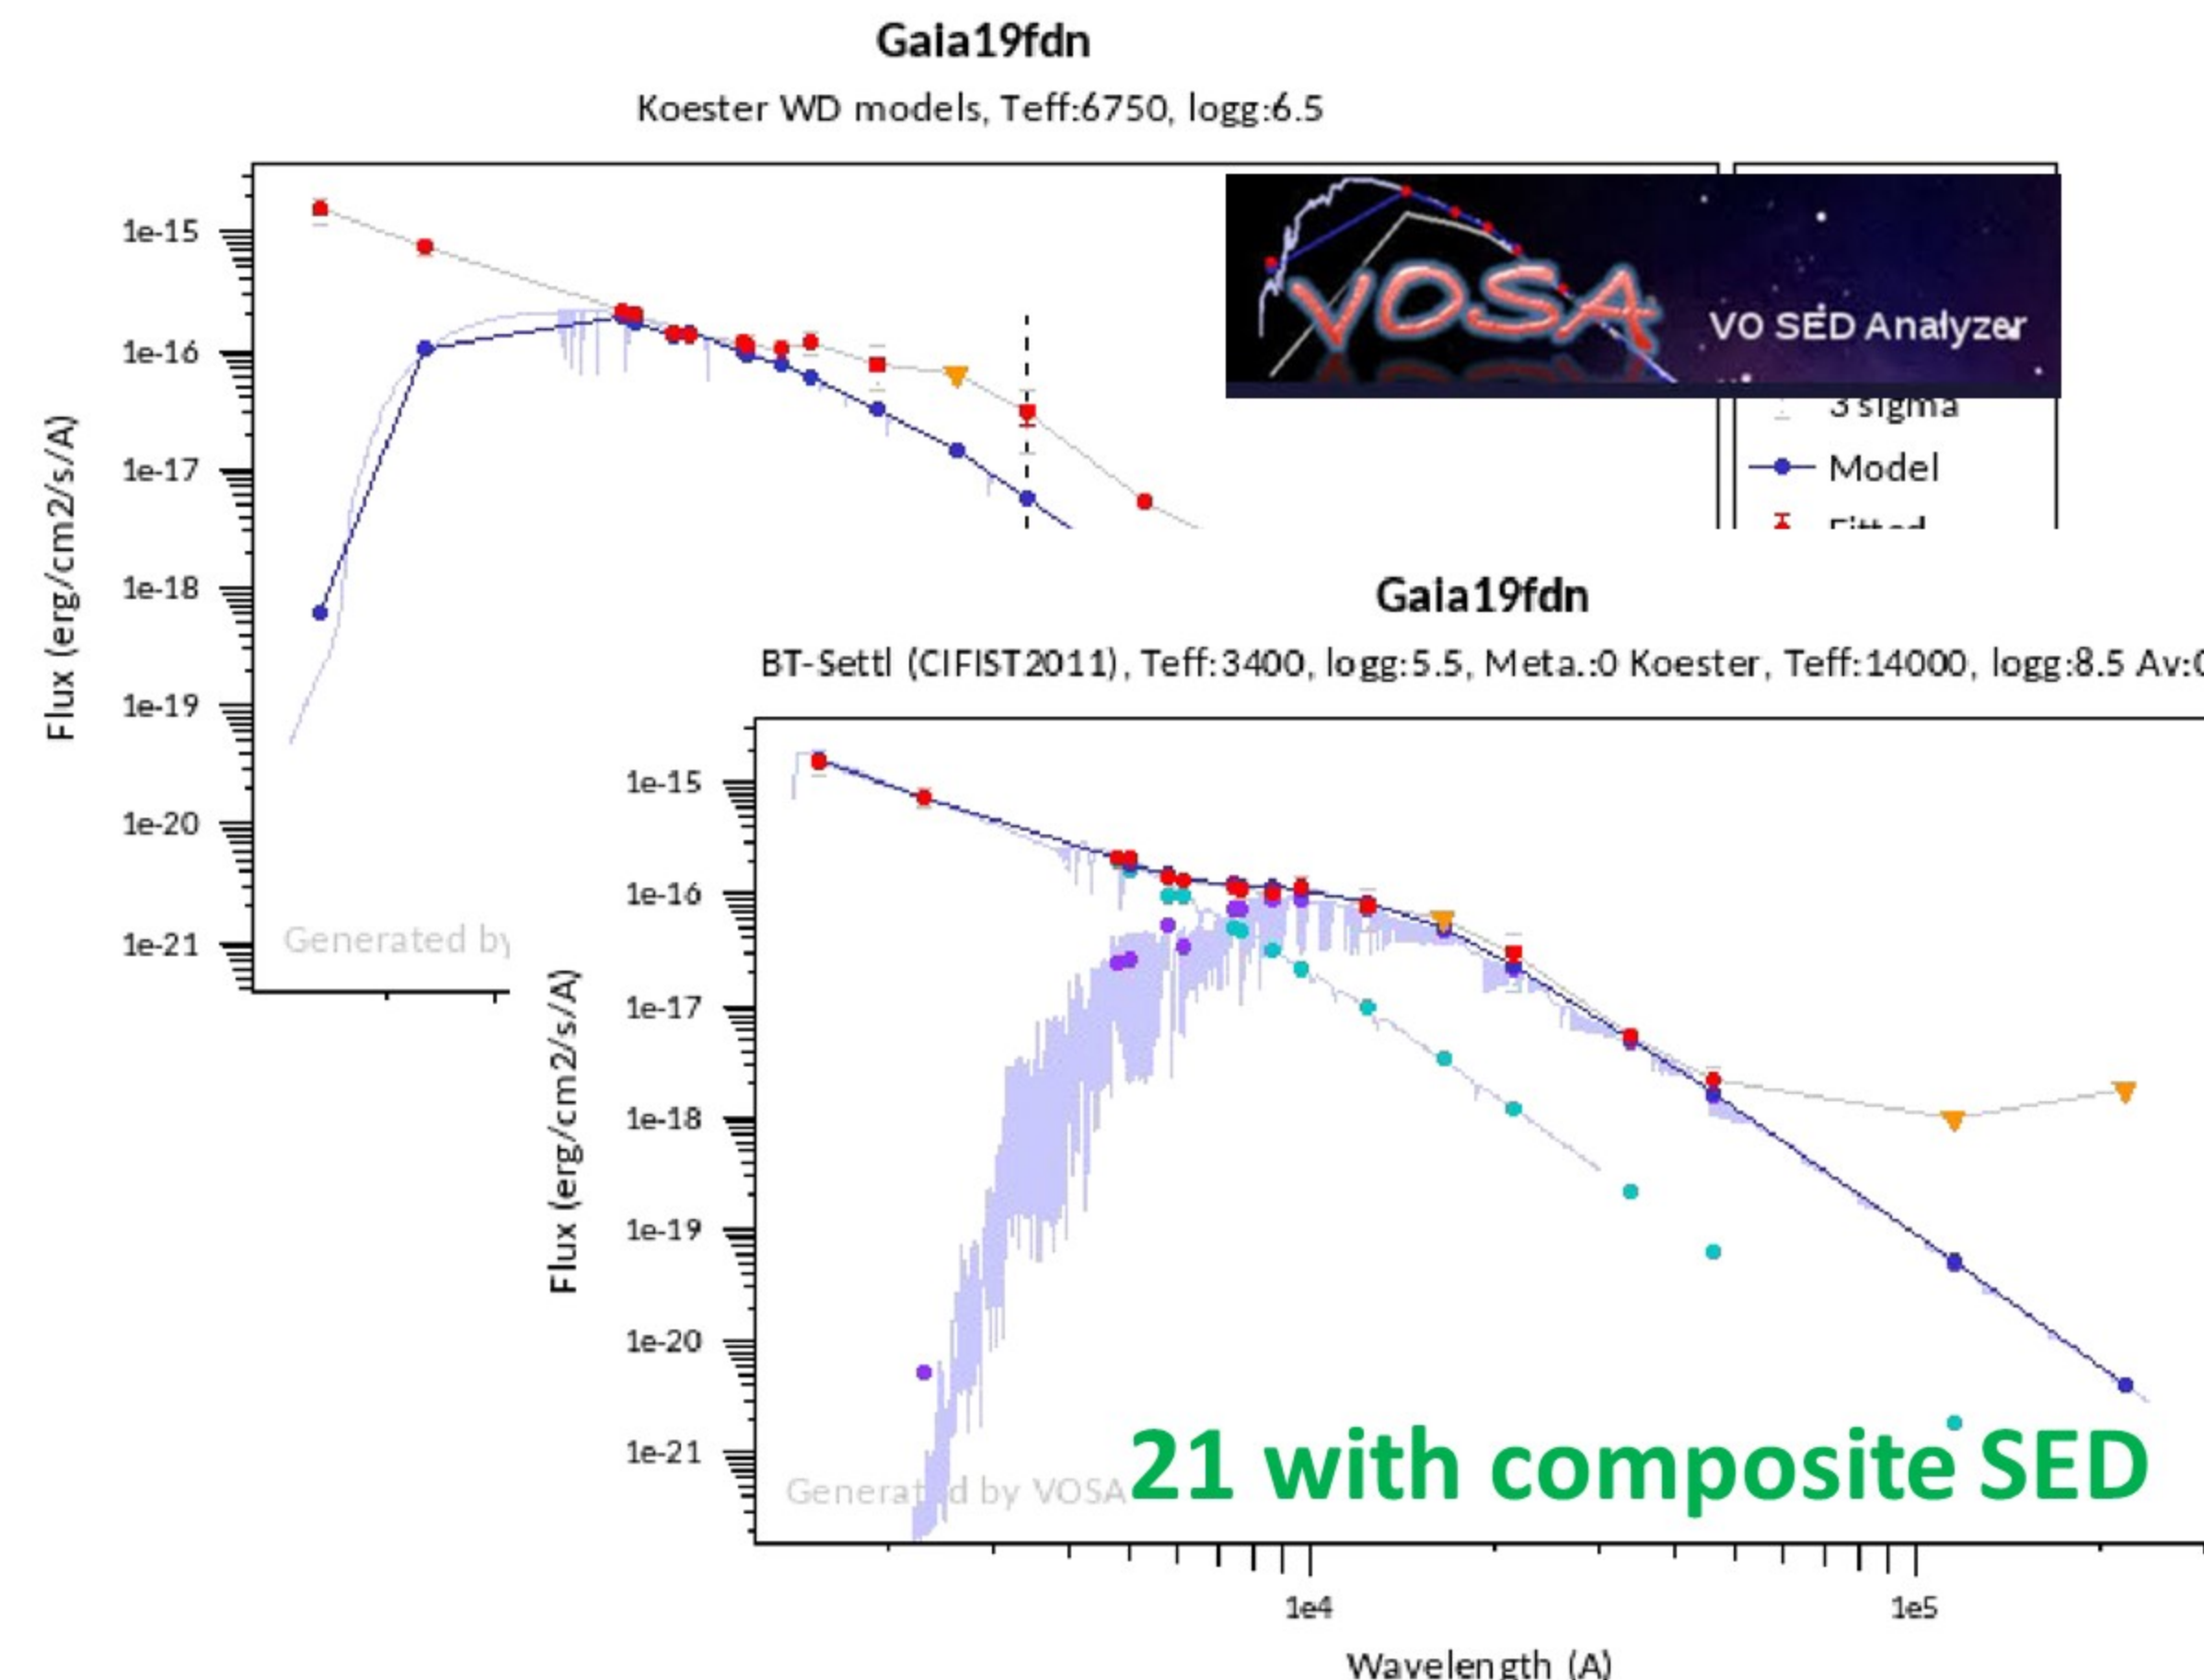 Gaia19fdn
Koester WD models, Teff:6750, logg:6.5
VOSA
VO SED Analyzer
3 sigma
Model
Flux (erg/cm2/s/A)
1e-15
1e-16
1e-17
1e-18
1e-19
1e-20
1e-21
Generated by
Gaia19fdn
BT-Settl (CIFIST2011), Teff:3400, logg:5.5, Meta.:0 Koester, Teff:14000, logg:8.5 Av:0
Flux (erg/cm2/s/A)
1e-15
1e-16
1e-17
1e-18
1e-19
1e-20
1e-21
Generated by VOSA
21 with composite SED
1e4
1e5
Wavelength (A)